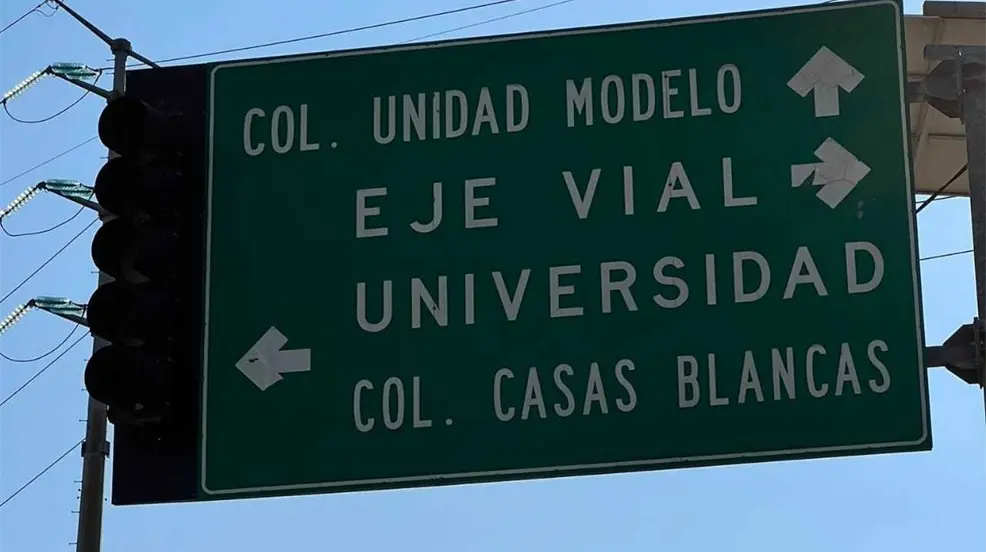 COL. UNIDAD MODELO
EJE VIAL
UNIVERSIDAD
COL. CASAS BLANCAS